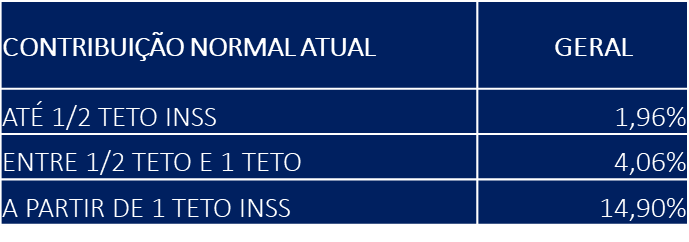 CONTRIBUIÇÃO NORMAL ATUAL GERAL
ATÉ 1/2 TETO INSS 1,96%
ENTRE 1/2 TETO E 1 TETO 4,06%
A PARTIR DE 1 TETO INSS 14,90%